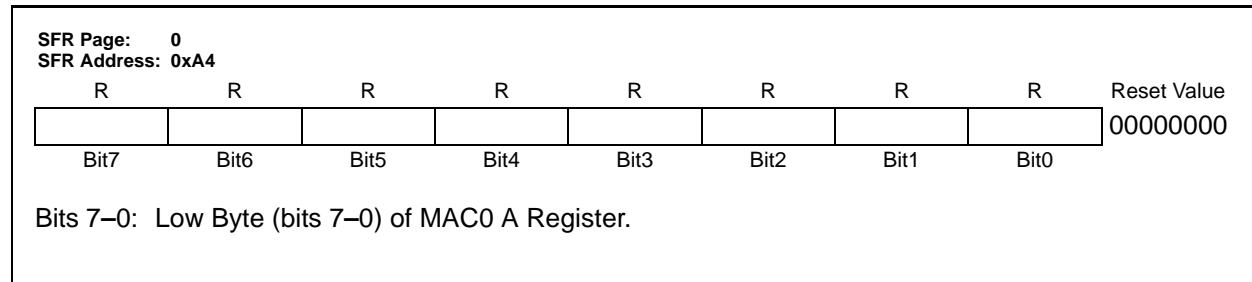 SFR Page: 0
SFR Address: 0xA4
R R R R R R R R Reset Value
00000000
Bit7 Bit6 Bit5 Bit4 Bit3 Bit2 Bit1 Bit0
Bits 7–0: Low Byte (bits 7–0) of MAC0 A Register.